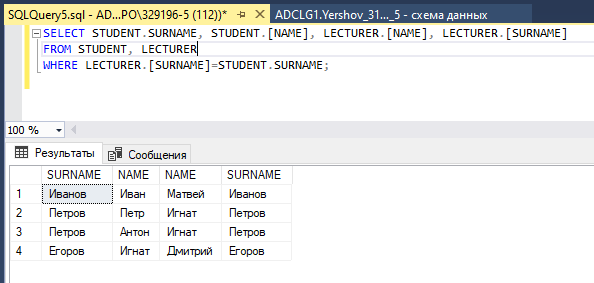 SQLQuery5.sql - AD...PO\329196-5 (112))* ADCLG1.Yershov_31..._5 - схема данных
SELECT STUDENT.SURNAME, STUDENT.[NAME], LECTURER.[NAME], LECTURER.[SURNAME]
FROM STUDENT, LECTURER
WHERE LECTURER.[SURNAME]=STUDENT.SURNAME;
100 %
Результаты Сообщения
SURNAME NAME NAME SURNAME
1 Иванов Иван Матвей Иванов
2 Петров Петр Игнат Петров
3 Петров Антон Игнат Петров
4 Егоров Игнат Дмитрий Егоров